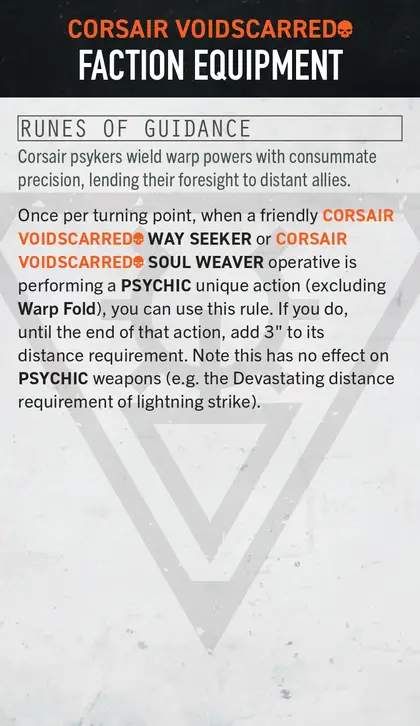 CORSAIR VOIDSCARRED
FACTION EQUIPMENT
RUNES OF GUIDANCE
Corsair psykers wield warp powers with consummate
precision, lending their foresight to distant allies.
Once per turning point, when a friendly CORSAIR
VOIDSCARRED WAY SEEKER or CORSAIR
VOIDSCARRED SOUL WEAVER operative is
performing a PSYCHIC unique action (excluding
Warp Fold), you can use this rule. If you do,
until the end of that action, add 3" to its
distance requirement. Note this has no effect on
PSYCHIC weapons (e.g. the Devastating distance
requirement of lightning strike).